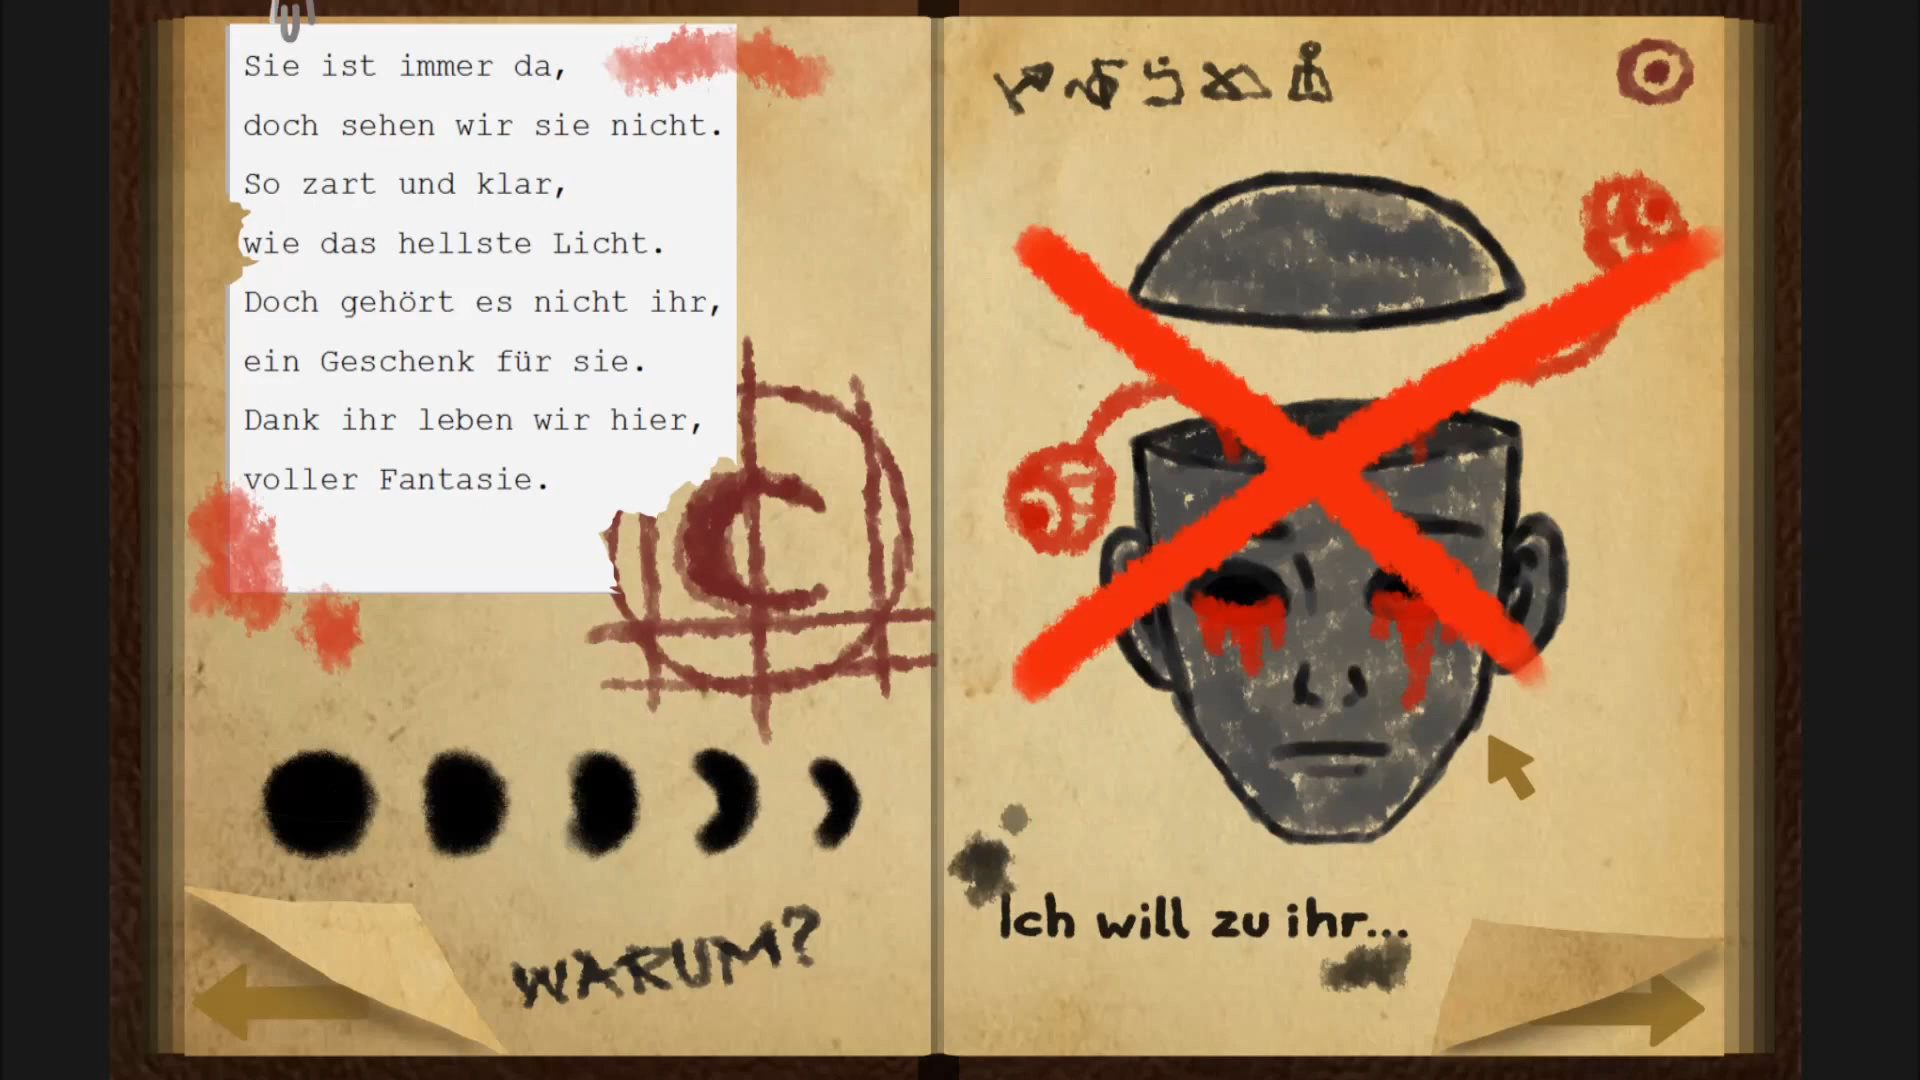 Sie ist immer da,
doch sehen wir sie nicht.
So zart und klar,
wie das hellste Licht.
Doch gehört es nicht ihr,
ein Geschenk für sie.
Dank ihr leben wir hier,
voller Fantasie.
WARUM?
Ich will zu ihr...